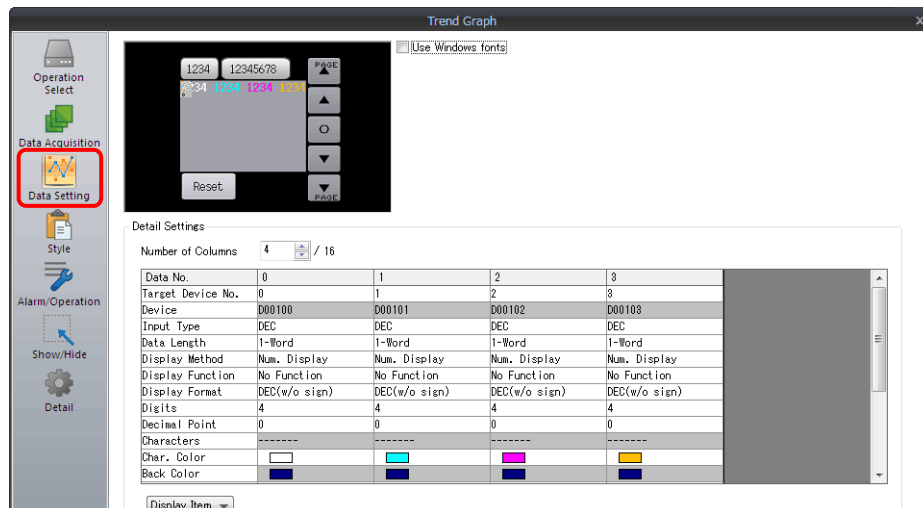 Trend Graph
Operation
Select
Data Acquisition
Data Setting
Style
Alarm/Operation
Show/Hide
Detail
1234 12345678 PAGE
1234 1234 1234
Reset PAGE
Use Windows fonts
Detail Settings
Number of Columns 4 / 16
Data No. 0 1 2 3
Target Device No. 0 1 2 3
Device D00100 D00101 D00102 D00103
Input Type DEC DEC DEC DEC
Data Length 1-Word 1-Word 1-Word 1-Word
Display Method Num. Display Num. Display Num. Display Num. Display
Display Function No Function No Function No Function No Function
Display Format DEC(w/o sign) DEC(w/o sign) DEC(w/o sign) DEC(w/o sign)
Digits 4 4 4 4
Decimal Point 0 0 0 0
Characters ------- ------- ------- -------
Char. Color
Back Color
Display Item